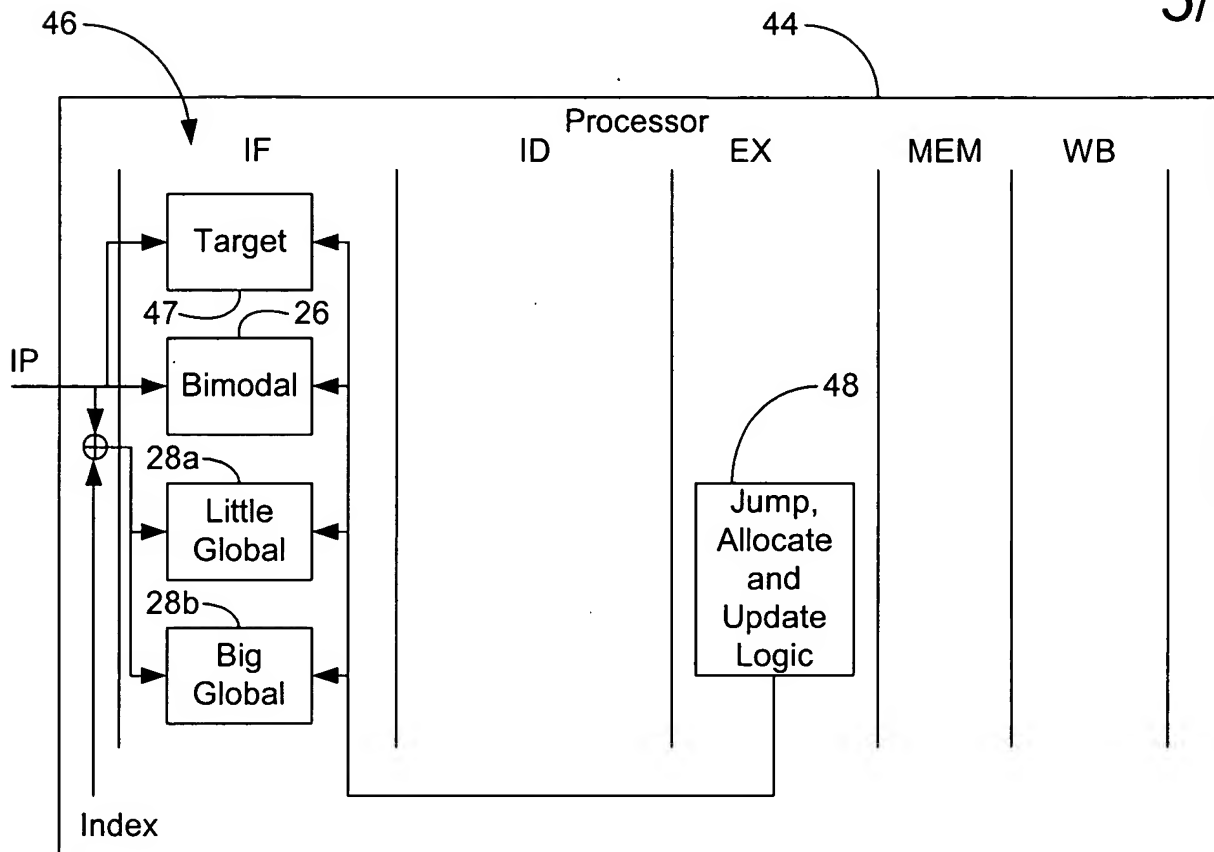 46
44
Processor
IF ID EX MEM WB
Target
47 26
IP
Bimodal
48
28a
Little
Global
Jump,
Allocate
and
Update
Logic
28b
Big
Global
Index